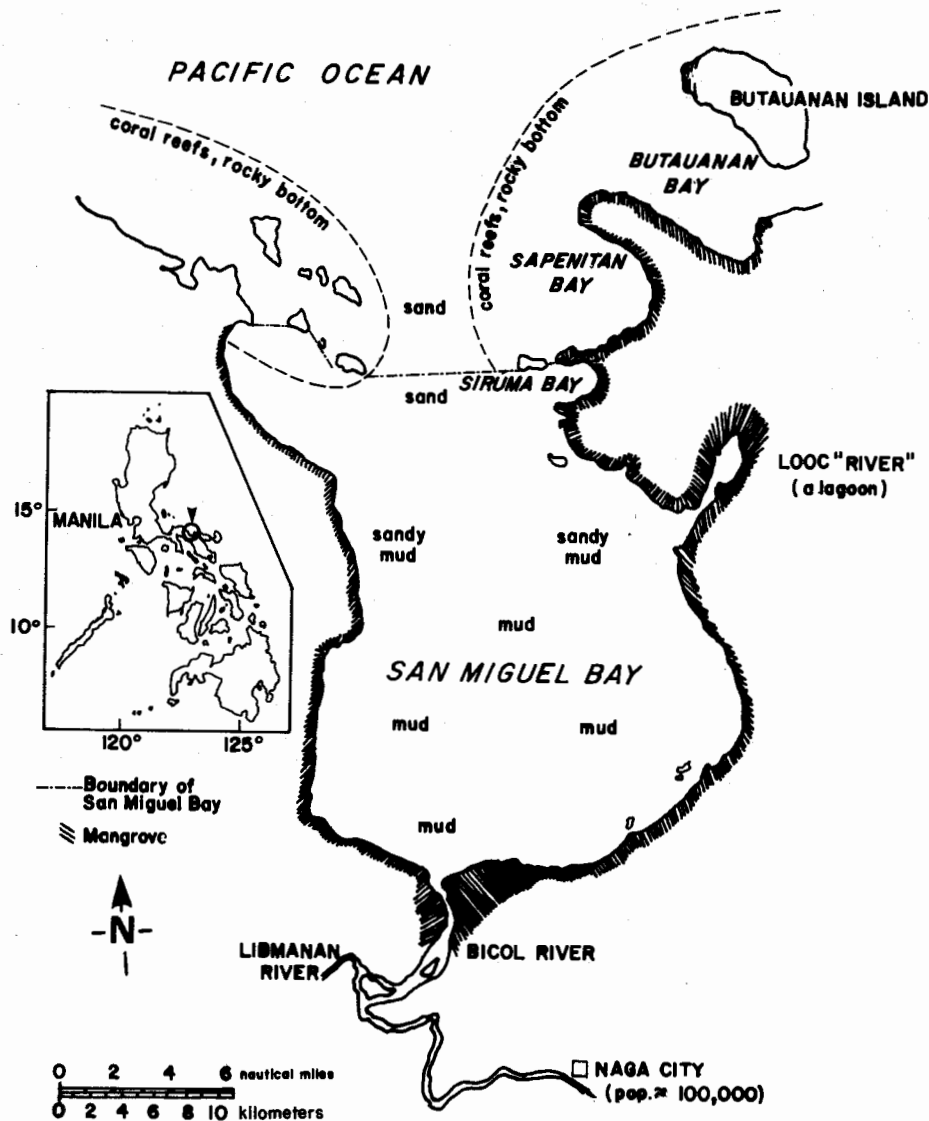 PACIFIC OCEAN
BUTAUANAN ISLAND
coral reefs, rocky bottom
coral reefs, rocky bottom
BUTAUANAN
BAY
SAPENITAN
BAY
sand
SIRUMA BAY
sand
LOOC "RIVER"
(a lagoon)
15°
MANILA
10°
120° 125°
sandy
mud
sandy
mud
mud
SAN MIGUEL BAY
mud
mud
mud
Boundary of
San Miguel Bay
Mangrove
-N-
LIBMANAN
RIVER
BICOL RIVER
NAGA CITY
(pop. ≈ 100,000)
0 2 4 6 nautical miles
0 2 4 6 8 10 kilometers